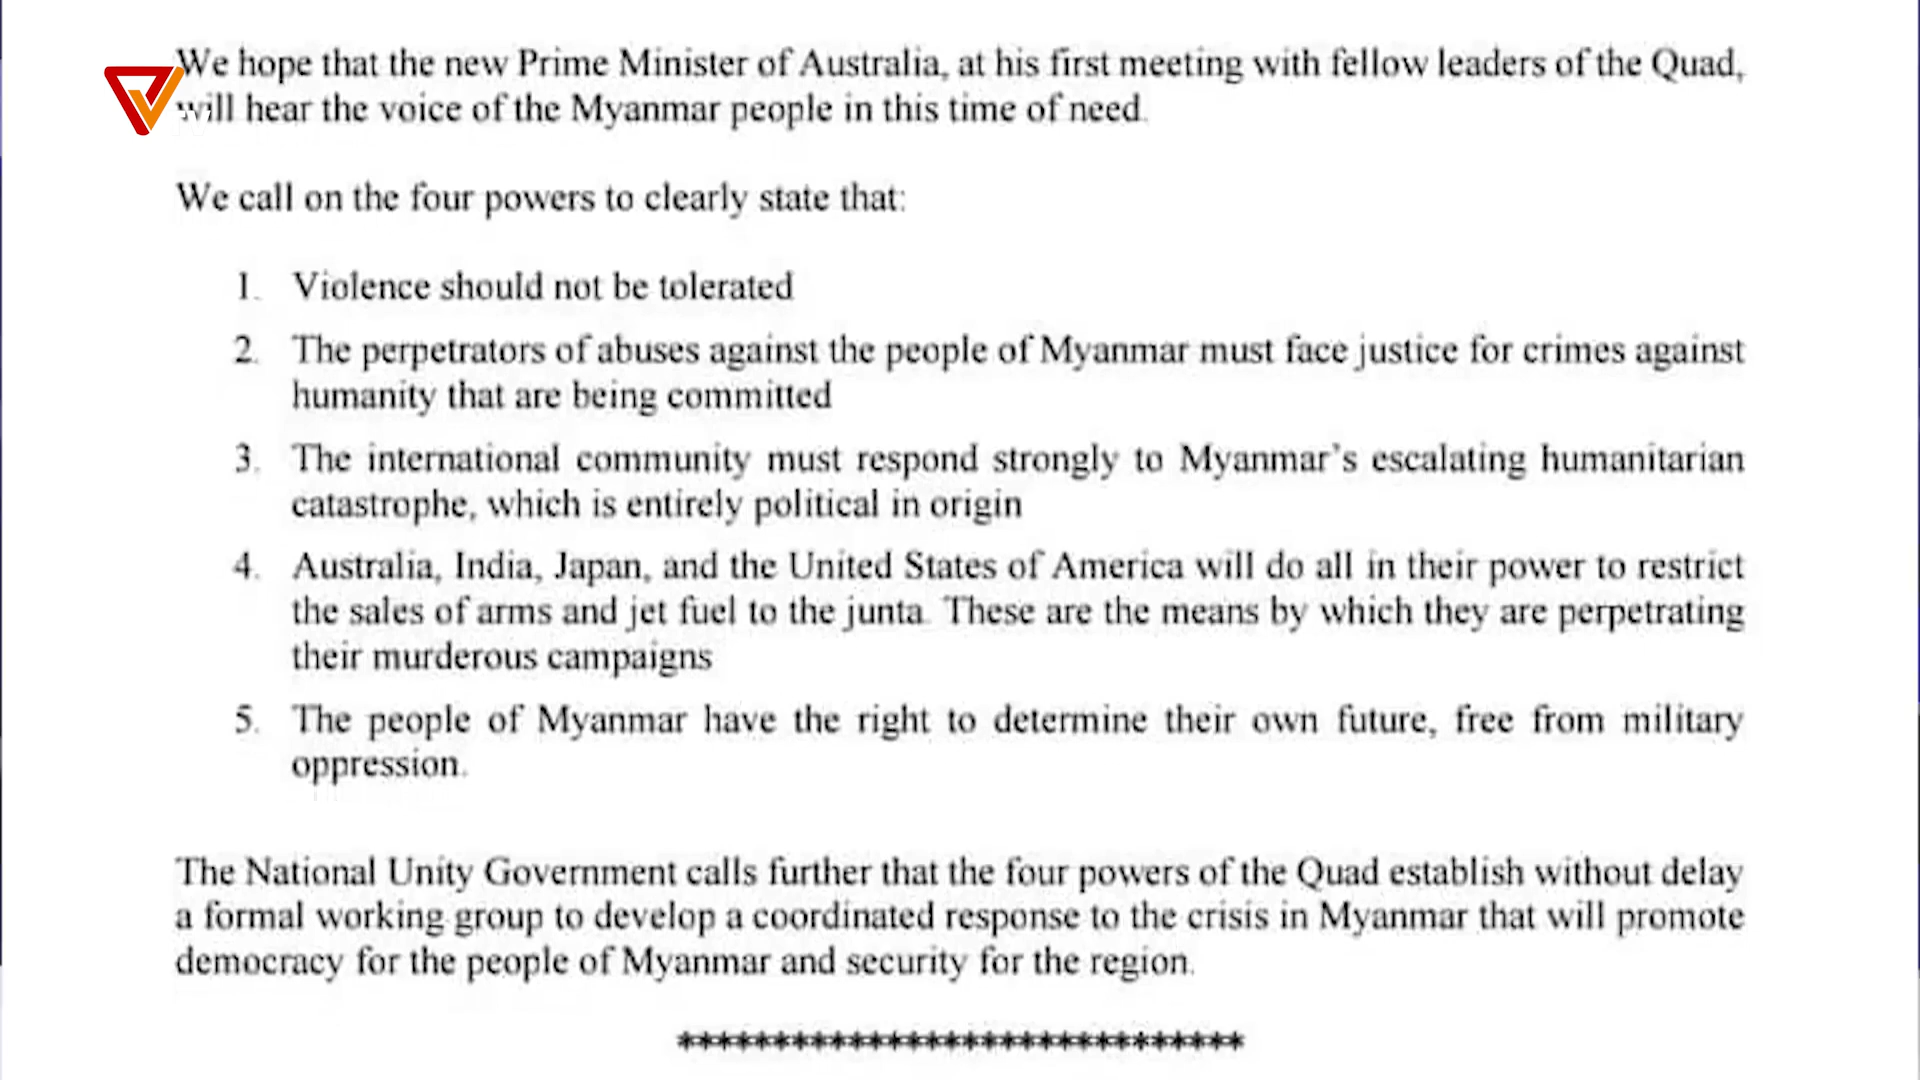 We hope that the new Prime Minister of Australia, at his first meeting with fellow leaders of the Quad,
will hear the voice of the Myanmar people in this time of need.
We call on the four powers to clearly state that:
1. Violence should not be tolerated
2. The perpetrators of abuses against the people of Myanmar must face justice for crimes against
humanity that are being committed
3. The international community must respond strongly to Myanmar's escalating humanitarian
catastrophe, which is entirely political in origin
4. Australia, India, Japan, and the United States of America will do all in their power to restrict
the sales of arms and jet fuel to the junta. These are the means by which they are perpetrating
their murderous campaigns
5. The people of Myanmar have the right to determine their own future, free from military
oppression.
The National Unity Government calls further that the four powers of the Quad establish without delay
a formal working group to develop a coordinated response to the crisis in Myanmar that will promote
democracy for the people of Myanmar and security for the region.
*******************************